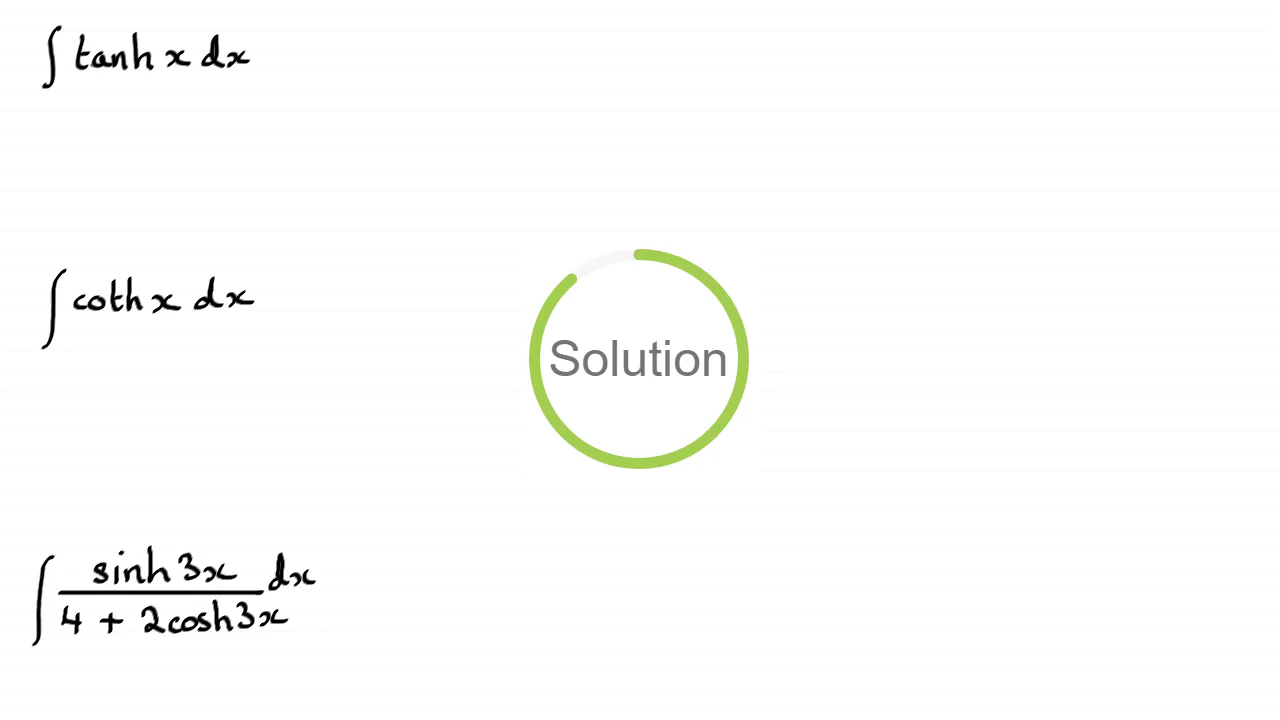 ∫ tanh x dx
∫ coth x dx
Solution
∫ sinh 3x / (4 + 2cosh 3x) dx